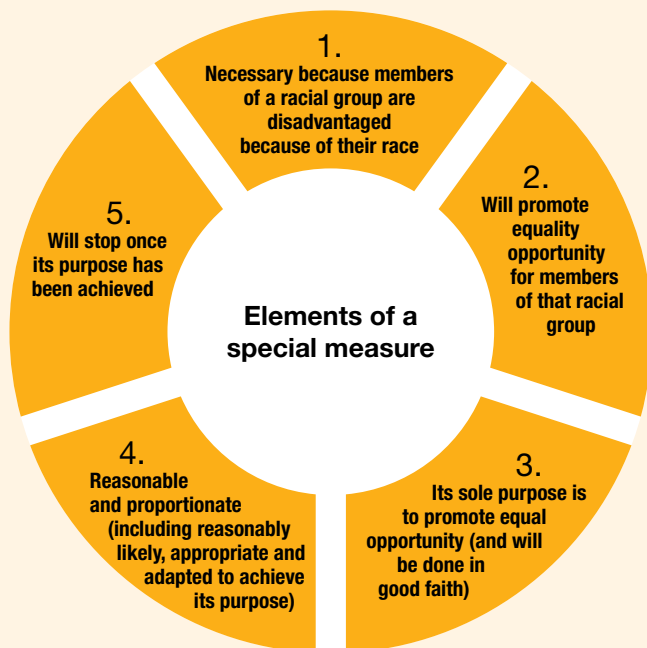 1.
Necessary because members
of a racial group are
disadvantaged
because of their race
2.
Will promote
equality
opportunity
for members
of that racial
group
3.
Its sole purpose is
to promote equal
opportunity (and will
be done in
good faith)
4.
Reasonable
and proportionate
(including reasonably
likely, appropriate and
adapted to achieve
its purpose)
5.
Will stop once
its purpose has
been achieved
Elements of a
special measure